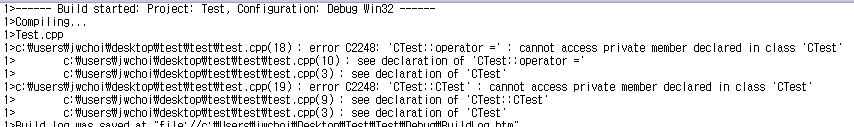 1>------ Build started: Project: Test, Configuration: Debug Win32 ------
1>Compiling...
1>Test.cpp
1>c:₩users₩jwchoi₩desktop₩test₩test₩test.cpp(18) : error C2248: 'CTest::operator =' : cannot access private member declared in class 'CTest'
1>        c:₩users₩jwchoi₩desktop₩test₩test₩test.cpp(10) : see declaration of 'CTest::operator ='
1>        c:₩users₩jwchoi₩desktop₩test₩test₩test.cpp(3) : see declaration of 'CTest'
1>c:₩users₩jwchoi₩desktop₩test₩test₩test.cpp(19) : error C2248: 'CTest::CTest' : cannot access private member declared in class 'CTest'
1>        c:₩users₩jwchoi₩desktop₩test₩test₩test.cpp(9) : see declaration of 'CTest::CTest'
1>        c:₩users₩jwchoi₩desktop₩test₩test₩test.cpp(3) : see declaration of 'CTest'
1>Build log was saved at "file://c:₩Users₩jwchoi₩Desktop₩Test₩Test₩Debug₩BuildLog.htm"